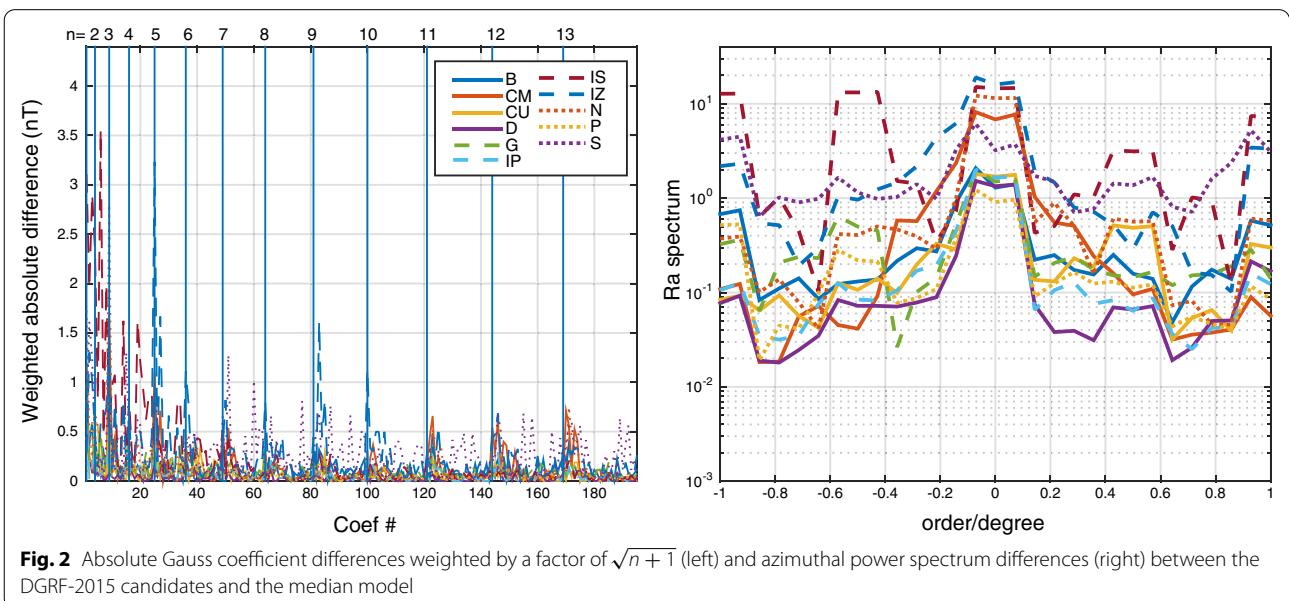 n= 2 3 4 5 6 7 8 9 10 11 12 13
Weighted absolute difference (nT)
4
3.5
3
2.5
2
1.5
1
0.5
0
20 40 60 80 100 120 140 160 180
Coef #
B
CM
CU
D
G
IP
IS
IZ
N
P
S
Ra spectrum
10^1
10^0
10^-1
10^-2
10^-3
-1 -0.8 -0.6 -0.4 -0.2 0 0.2 0.4 0.6 0.8 1
order/degree
Fig. 2 Absolute Gauss coefficient differences weighted by a factor of √n + 1 (left) and azimuthal power spectrum differences (right) between the
DGRF-2015 candidates and the median model